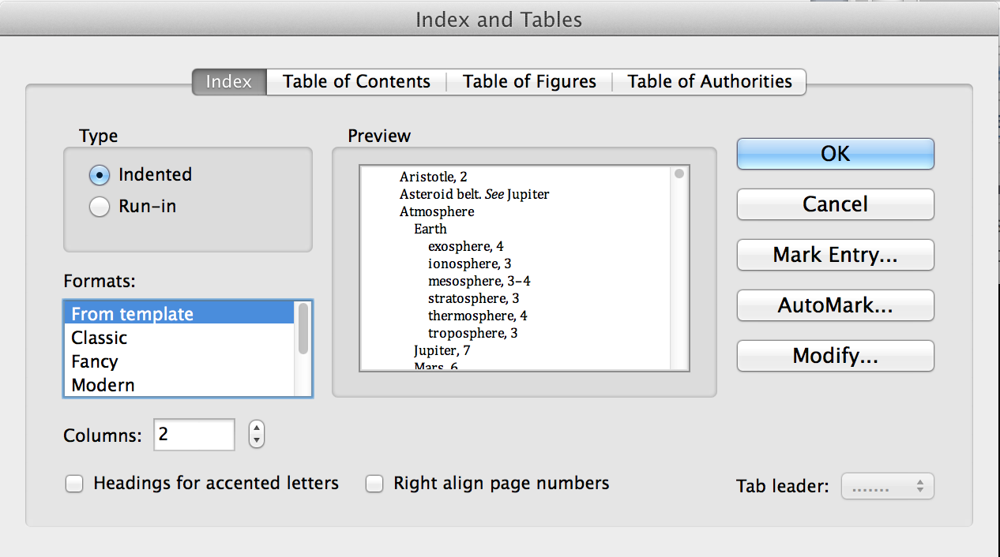 Index and Tables
Index
Table of Contents
Table of Figures
Table of Authorities
Type
Indented
Run-in
Formats:
From template
Classic
Fancy
Modern
Columns:
2
Headings for accented letters
Preview
Aristotle, 2
Asteroid belt. See Jupiter
Atmosphere
Earth
exosphere, 4
ionosphere, 3
mesosphere, 3–4
stratosphere, 3
thermosphere, 4
troposphere, 3
Jupiter, 7
Mars, 6
Right align page numbers
OK
Cancel
Mark Entry...
AutoMark...
Modify...
Tab leader:
.......